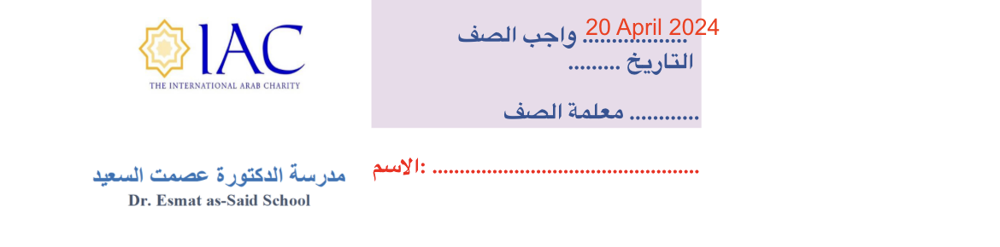 IAC
THE INTERNATIONAL ARAB CHARITY
20 April 2024
.................. واجب الصف
التاريخ .........
............ معلمة الصف
الاسم: .................................................
مدرسة الدكتورة عصمت السعيد
Dr. Esmat as-Said School